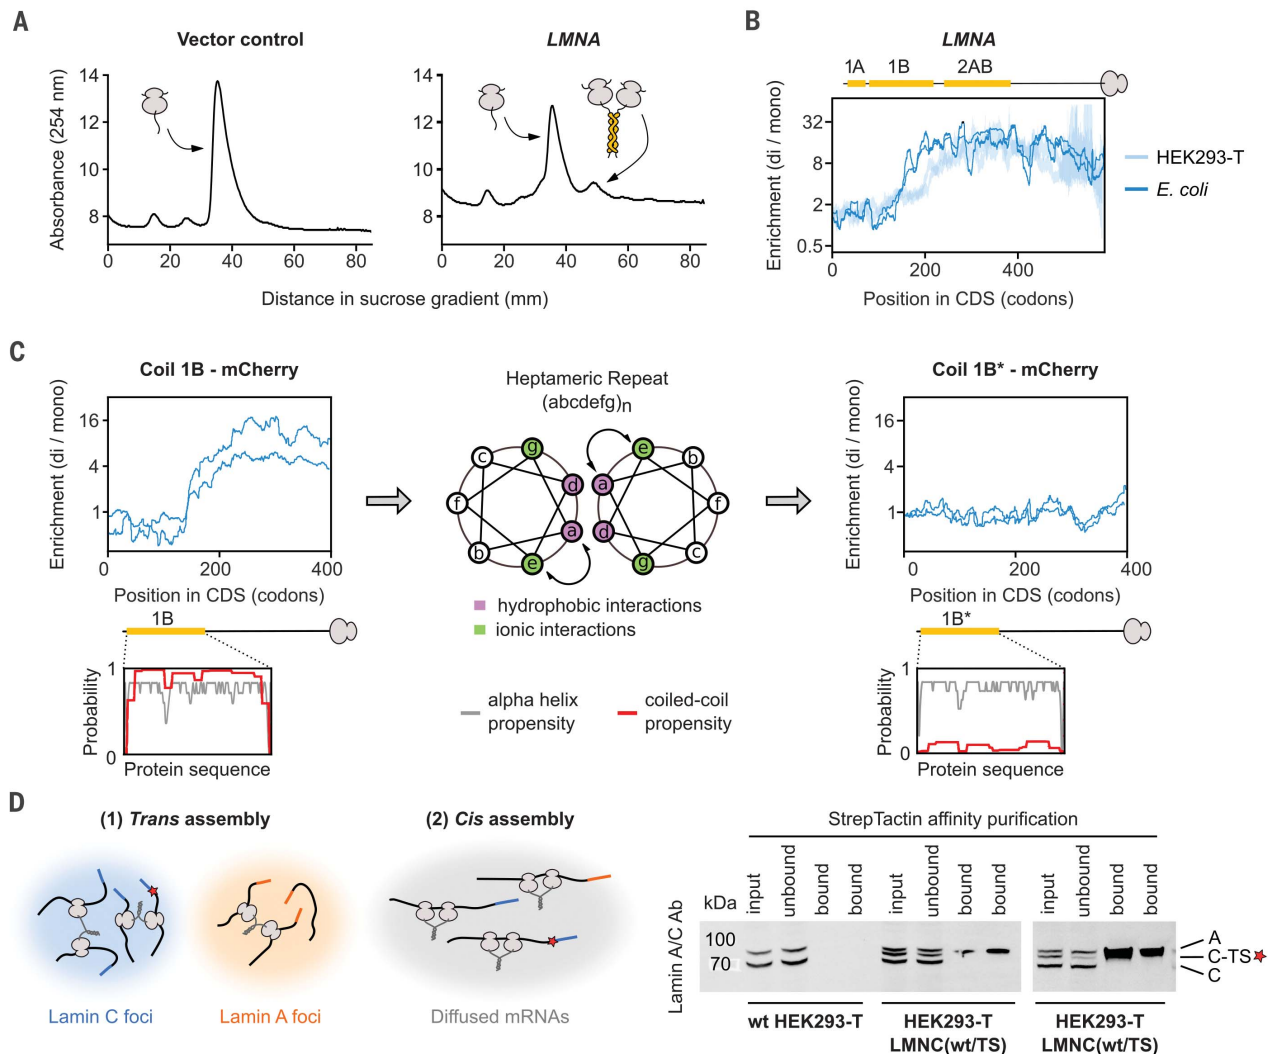 A
Vector control
LMNA
Absorbance (254 nm)
14
12
10
8
0 20 40 60 80
14
12
10
8
0 20 40 60 80
Distance in sucrose gradient (mm)
B
LMNA
1A 1B 2AB
Enrichment (di / mono)
32
8
2
0.5
0 200 400
Position in CDS (codons)
HEK293-T
E. coli
C
Coil 1B - mCherry
Enrichment (di / mono)
16
4
1
0 200 400
Position in CDS (codons)
1B
Probability
1
0
Protein sequence
Heptameric Repeat
(abcdefg)n
c g d f a b e
e b a f d c g
hydrophobic interactions
ionic interactions
alpha helix
propensity
coiled-coil
propensity
Coil 1B* - mCherry
Enrichment (di / mono)
16
4
1
0 200 400
Position in CDS (codons)
1B*
Probability
1
0
Protein sequence
D
(1) Trans assembly
Lamin C foci
Lamin A foci
(2) Cis assembly
Diffused mRNAs
StrepTactin affinity purification
input unbound bound bound
input unbound bound bound
input unbound bound bound
kDa
100
70
Lamin A/C Ab
A
C-TS
C
wt HEK293-T
HEK293-T
LMNC(wt/TS)
HEK293-T
LMNC(wt/TS)